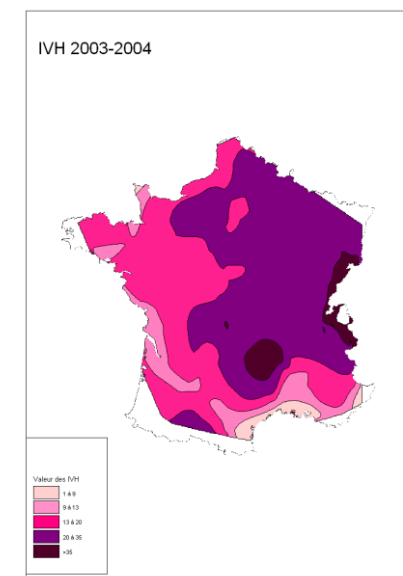 IVH 2003-2004
Valeur des IVH
1 à 9
9 à 13
13 à 20
20 à 35
>35